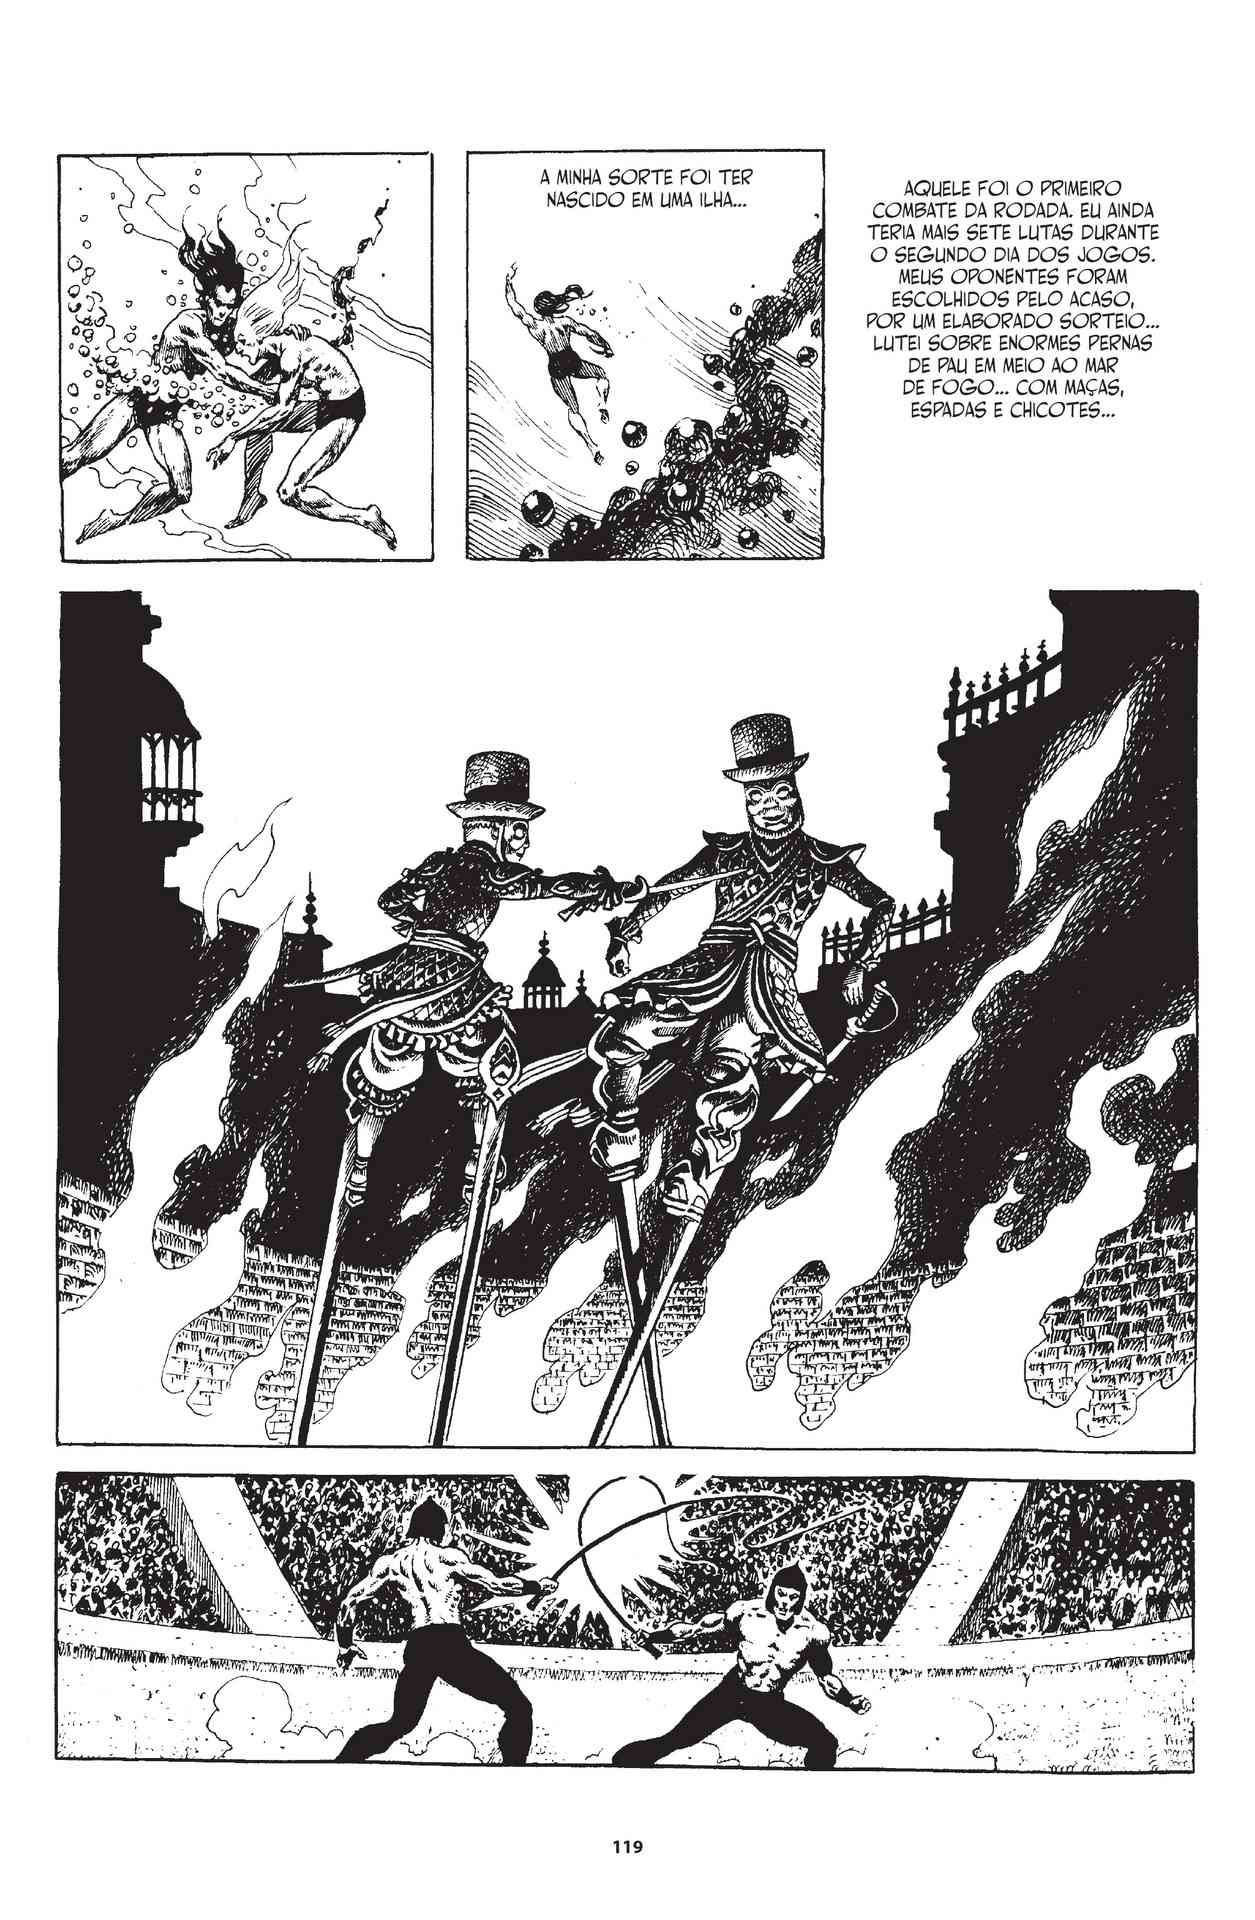 A MINHA SORTE FOI TER
NASCIDO EM UMA ILHA...
AQUELE FOI O PRIMEIRO
COMBATE DA RODADA. EU AINDA
TERIA MAIS SETE LUTAS DURANTE
O SEGUNDO DIA DOS JOGOS.
MEUS OPONENTES FORAM
ESCOLHIDOS PELO ACASO,
POR UM ELABORADO SORTEIO...
LUTEI SOBRE ENORMES PERNAS
DE PAU EM MEIO AO MAR
DE FOGO... COM MAÇAS,
ESPADAS E CHICOTES...
119